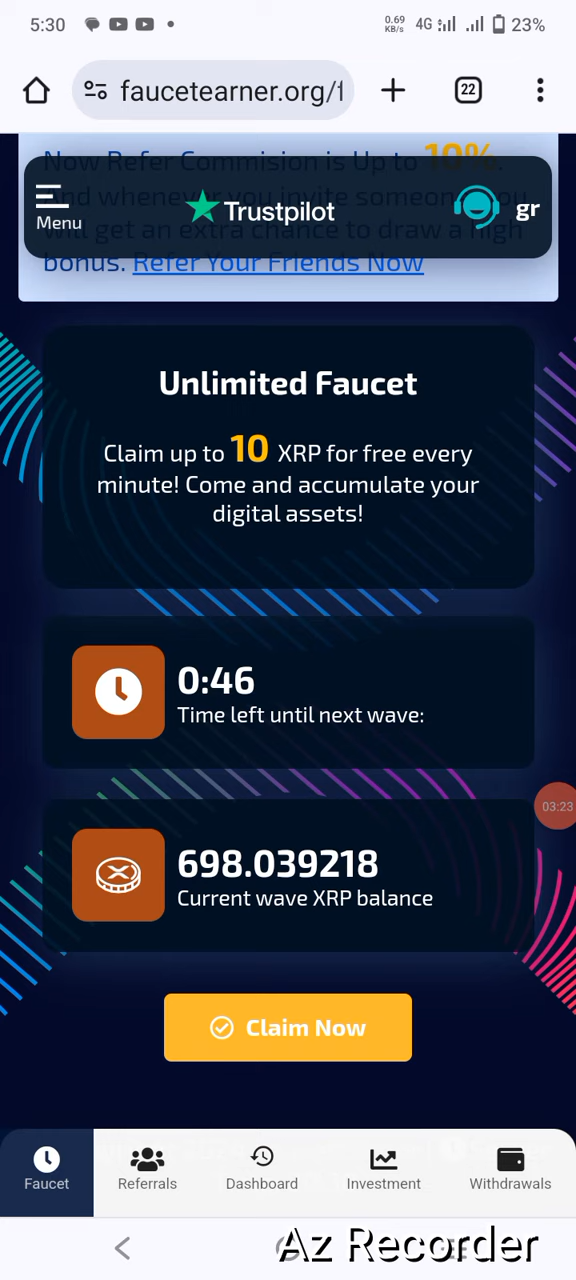 5:30
0.69
KB/s
4G
23%
faucetearner.org/f
22
Now Refer Commision is Up to 10%.
And whenever you invite someone, you
will get an extra chance to draw a high
bonus. Refer Your Friends Now
Menu
Trustpilot
gr
Unlimited Faucet
Claim up to 10 XRP for free every
minute! Come and accumulate your
digital assets!
0:46
Time left until next wave:
03:23
698.039218
Current wave XRP balance
Claim Now
Faucet
Referrals
Dashboard
Investment
Withdrawals
Az Recorder